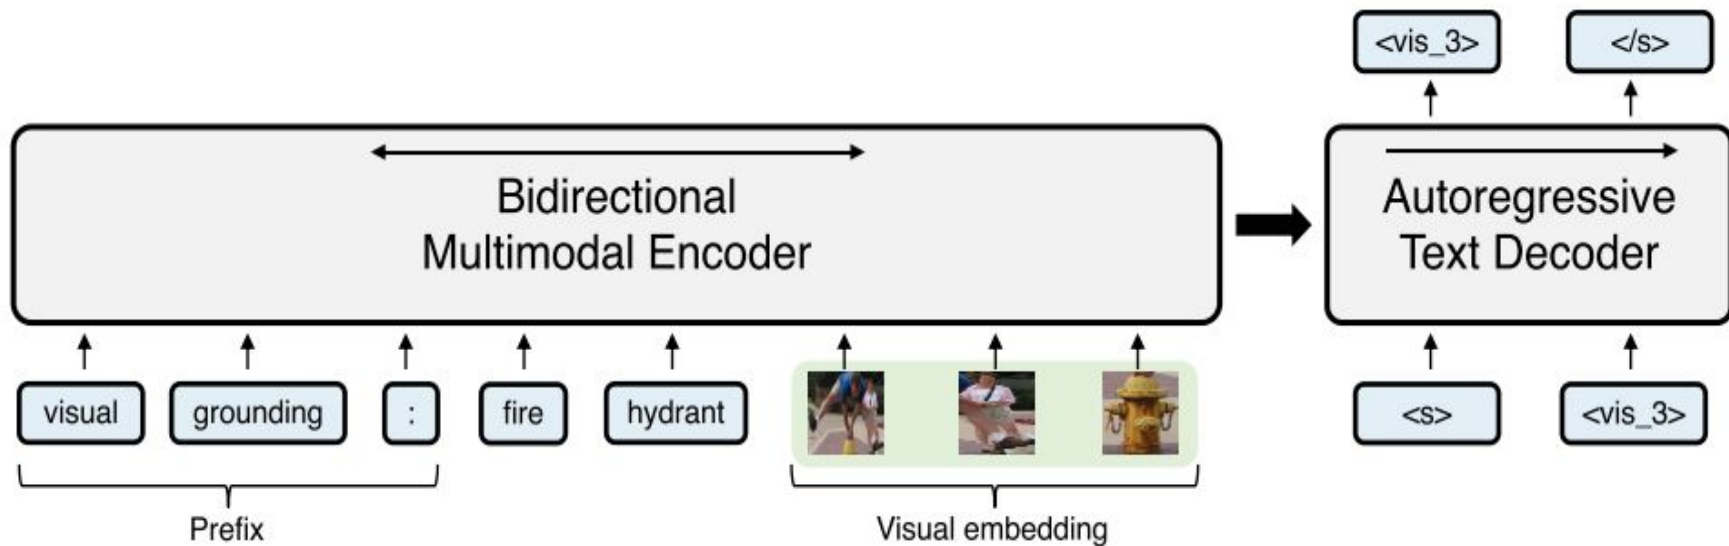 <vis_3> </s>
Bidirectional
Multimodal Encoder
Autoregressive
Text Decoder
visual grounding : fire hydrant <s> <vis_3>
Prefix Visual embedding